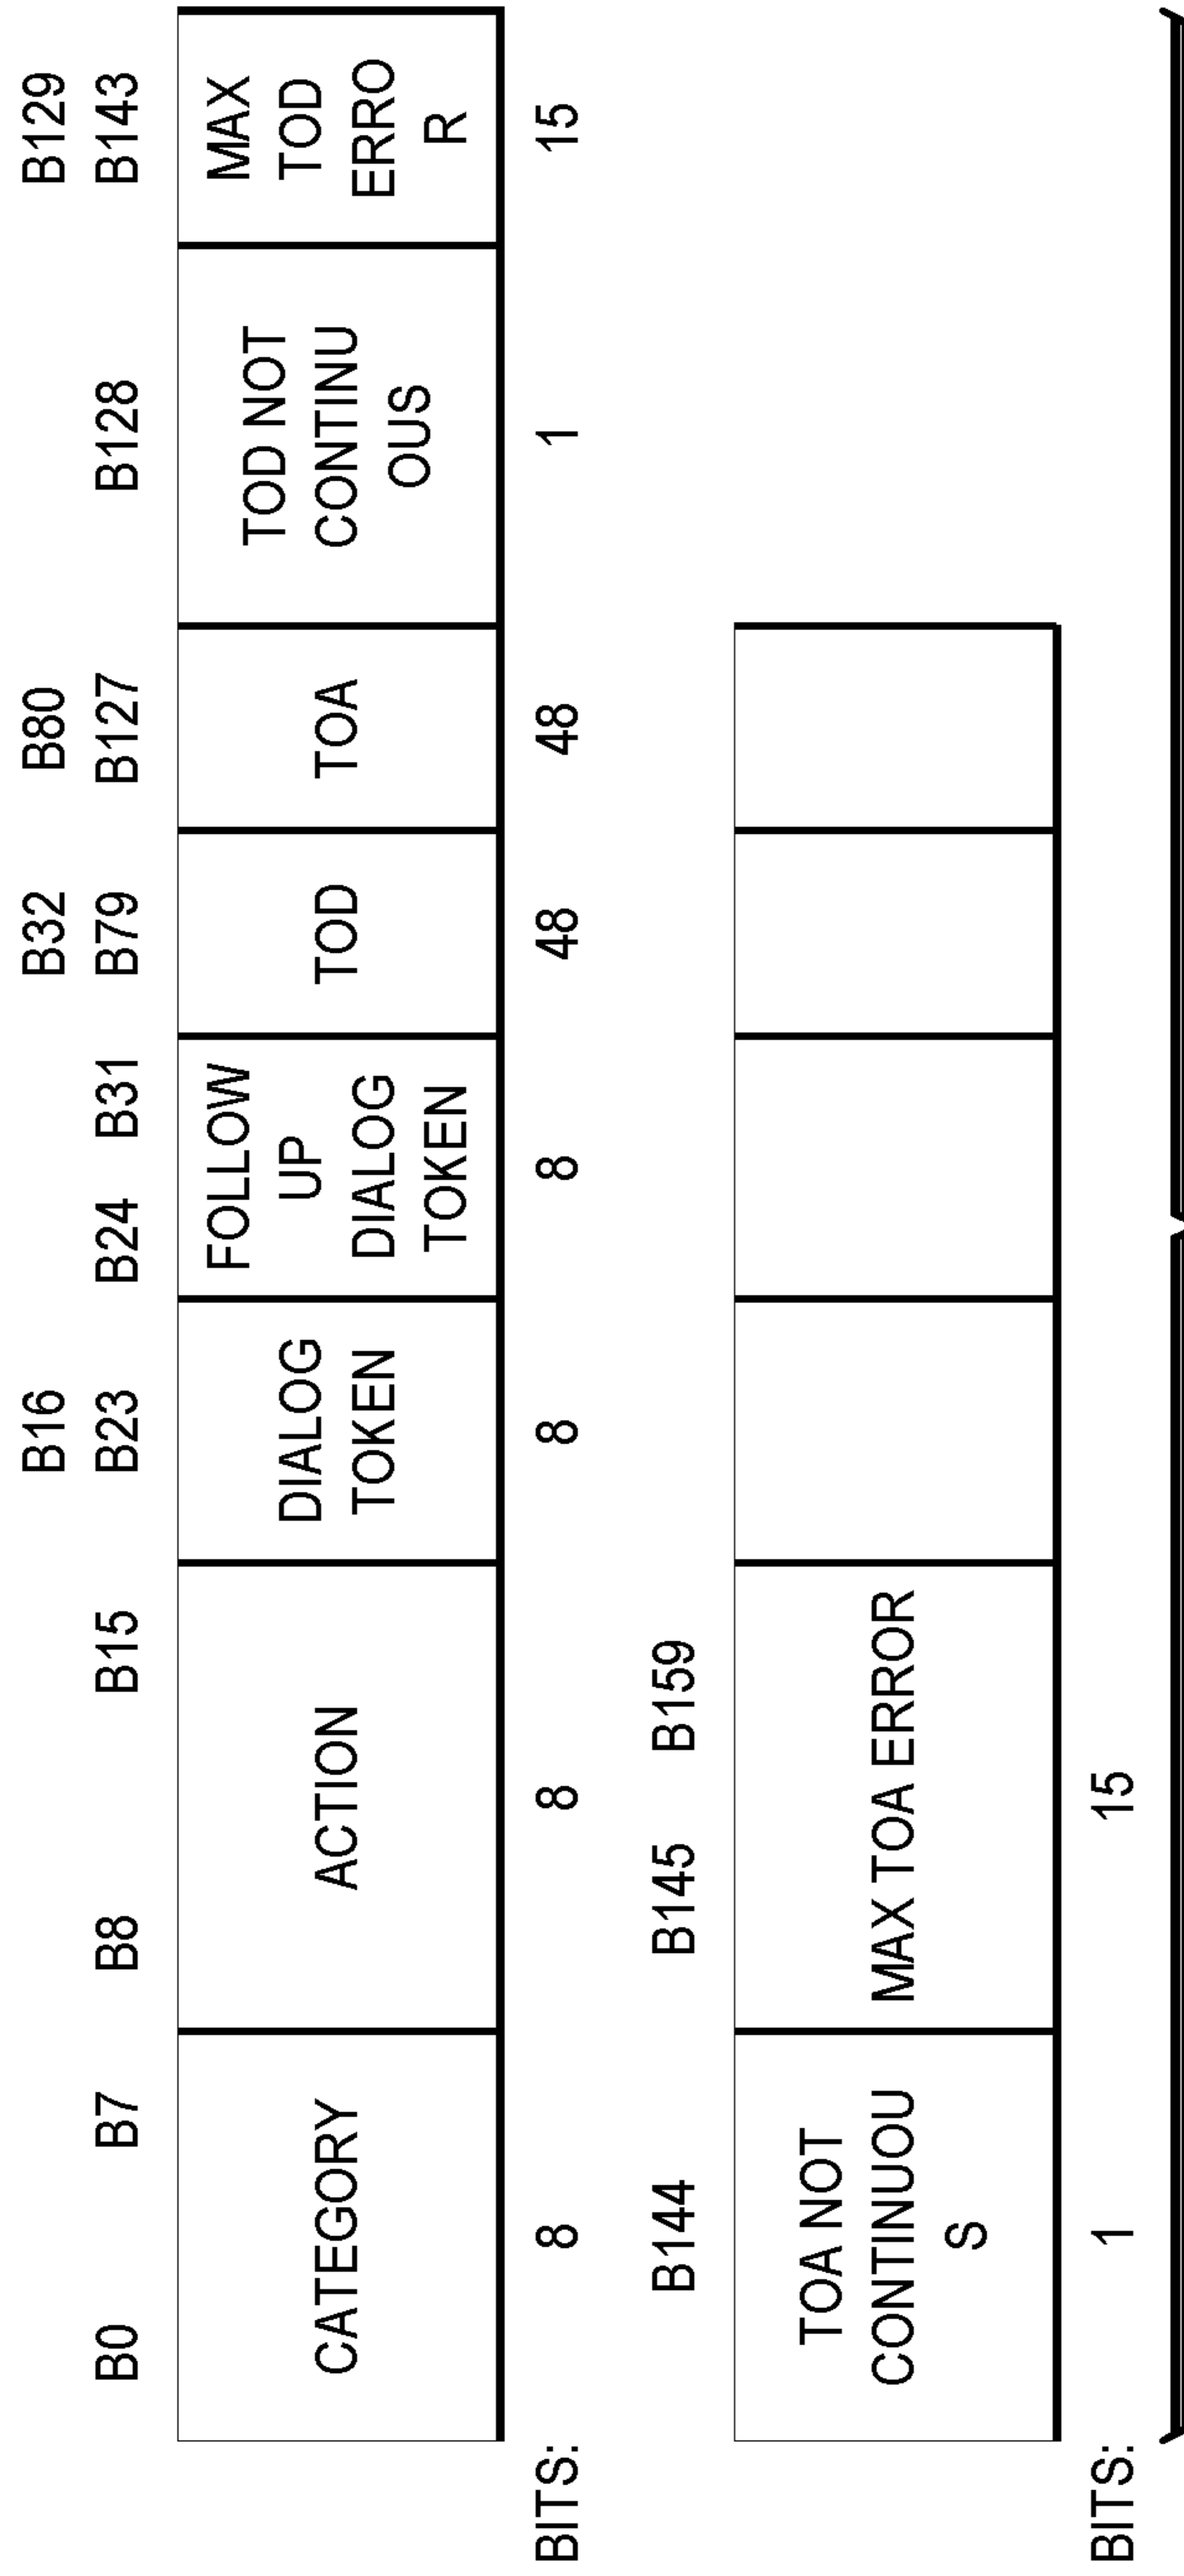 B16 B32 B80 B129
B0 B7 B8 B15 B23 B24 B31 B79 B127 B128 B143
CATEGORY
ACTION
DIALOG
TOKEN
FOLLOW
UP
DIALOG
TOKEN
TOD
TOA
TOD NOT
CONTINU
OUS
MAX
TOD
ERRO
R
BITS: 8 8 8 8 48 48 1 15
B144 B145 B159
TOA NOT
CONTINUOU
S
MAX TOA ERROR
BITS: 1 15